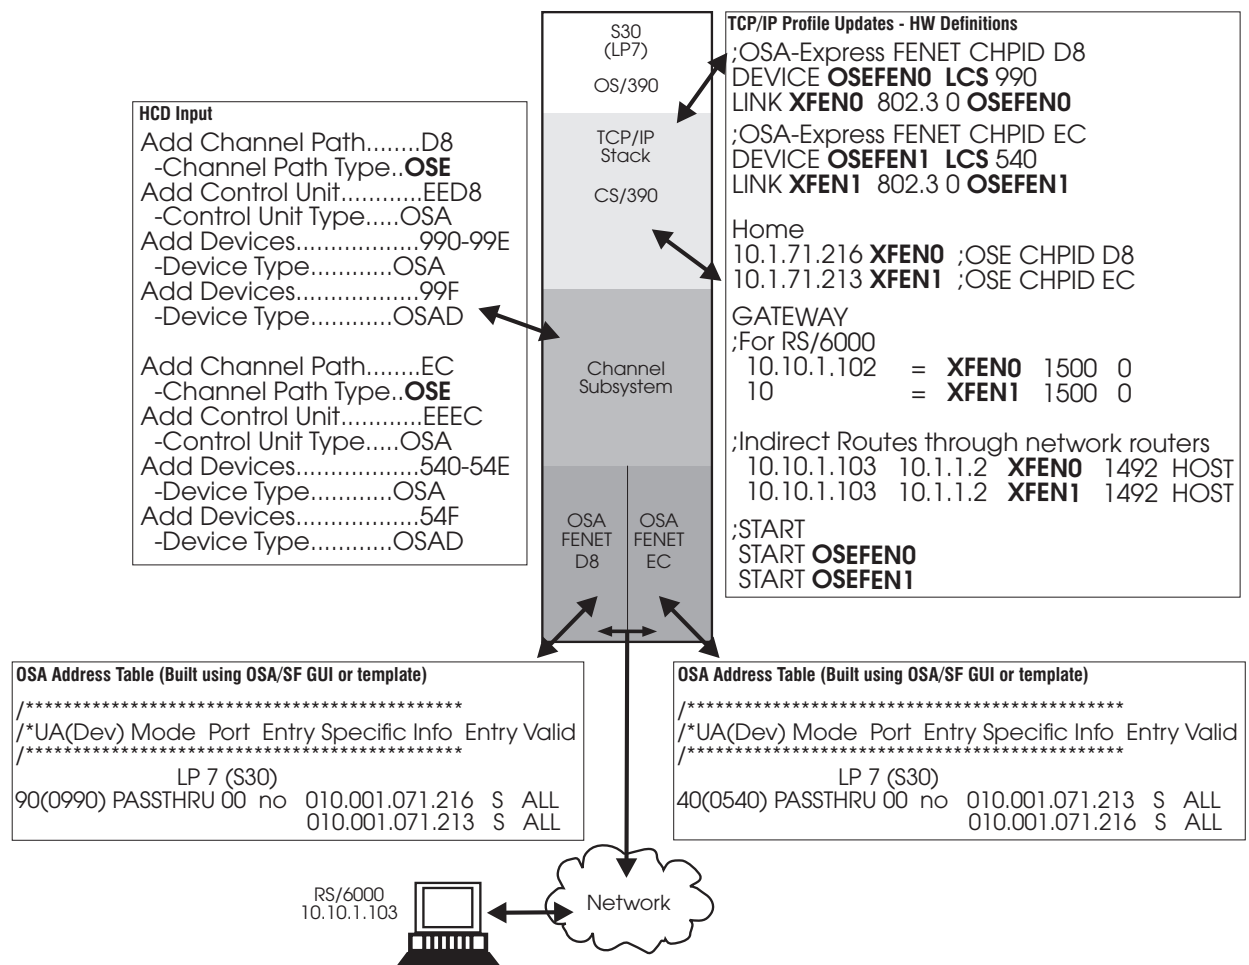 S30
(LP7)
OS/390
TCP/IP
Stack
CS/390
Channel
Subsystem
OSA
FENET
D8
OSA
FENET
EC
HCD Input
Add Channel Path........D8
-Channel Path Type..OSE
Add Control Unit............EED8
-Control Unit Type.....OSA
Add Devices..................990-99E
-Device Type............OSA
Add Devices..................99F
-Device Type............OSAD
Add Channel Path........EC
-Channel Path Type..OSE
Add Control Unit............EEEC
-Control Unit Type.....OSA
Add Devices..................540-54E
-Device Type............OSA
Add Devices..................54F
-Device Type............OSAD
TCP/IP Profile Updates - HW Definitions
;OSA-Express FENET CHPID D8
DEVICE OSEFEN0 LCS 990
LINK XFEN0 802.3 0 OSEFEN0
;OSA-Express FENET CHPID EC
DEVICE OSEFEN1 LCS 540
LINK XFEN1 802.3 0 OSEFEN1
Home
10.1.71.216 XFEN0 ;OSE CHPID D8
10.1.71.213 XFEN1 ;OSE CHPID EC
GATEWAY
;For RS/6000
10.10.1.102 = XFEN0 1500 0
10 = XFEN1 1500 0
;Indirect Routes through network routers
10.10.1.103 10.1.1.2 XFEN0 1492 HOST
10.10.1.103 10.1.1.2 XFEN1 1492 HOST
;START
START OSEFEN0
START OSEFEN1
OSA Address Table (Built using OSA/SF GUI or template)
/**********************************************
/*UA(Dev) Mode Port Entry Specific Info Entry Valid
/**********************************************
LP 7 (S30)
90(0990) PASSTHRU 00 no 010.001.071.216 S ALL
010.001.071.213 S ALL
OSA Address Table (Built using OSA/SF GUI or template)
/**********************************************
/*UA(Dev) Mode Port Entry Specific Info Entry Valid
/**********************************************
LP 7 (S30)
40(0540) PASSTHRU 00 no 010.001.071.213 S ALL
010.001.071.216 S ALL
RS/6000
10.10.1.103
Network